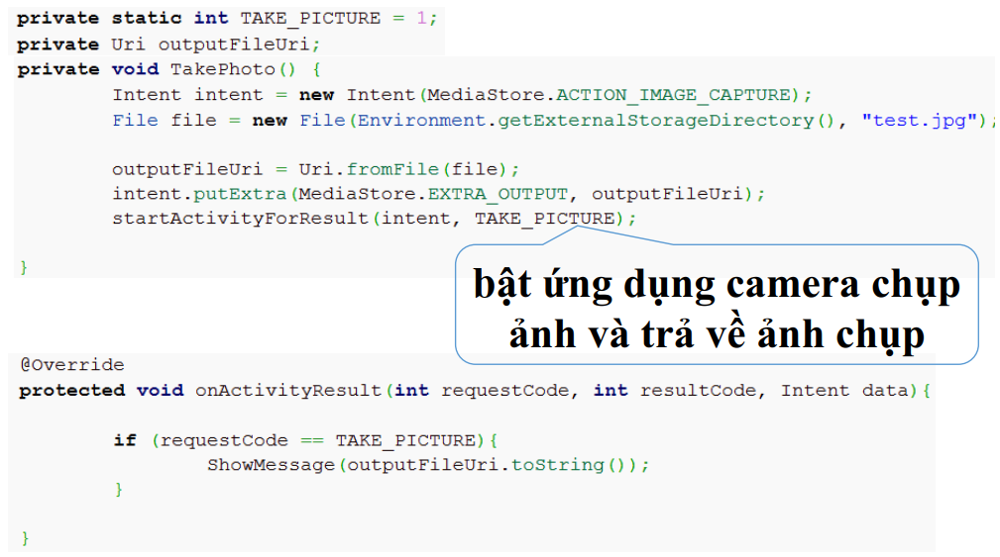 private static int TAKE_PICTURE = 1;
private Uri outputFileUri;
private void TakePhoto() {
Intent intent = new Intent(MediaStore.ACTION_IMAGE_CAPTURE);
File file = new File(Environment.getExternalStorageDirectory(), "test.jpg");
outputFileUri = Uri.fromFile(file);
intent.putExtra(MediaStore.EXTRA_OUTPUT, outputFileUri);
startActivityForResult(intent, TAKE_PICTURE);
}
bật ứng dụng camera chụp
ảnh và trả về ảnh chụp
@Override
protected void onActivityResult(int requestCode, int resultCode, Intent data){
if (requestCode == TAKE_PICTURE){
ShowMessage(outputFileUri.toString());
}
}